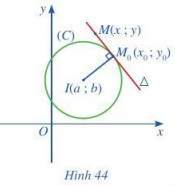 y
(C)
M(x ; y)
M₀(x₀; y₀)
I(a ; b)
Δ
O
x
Hình 44